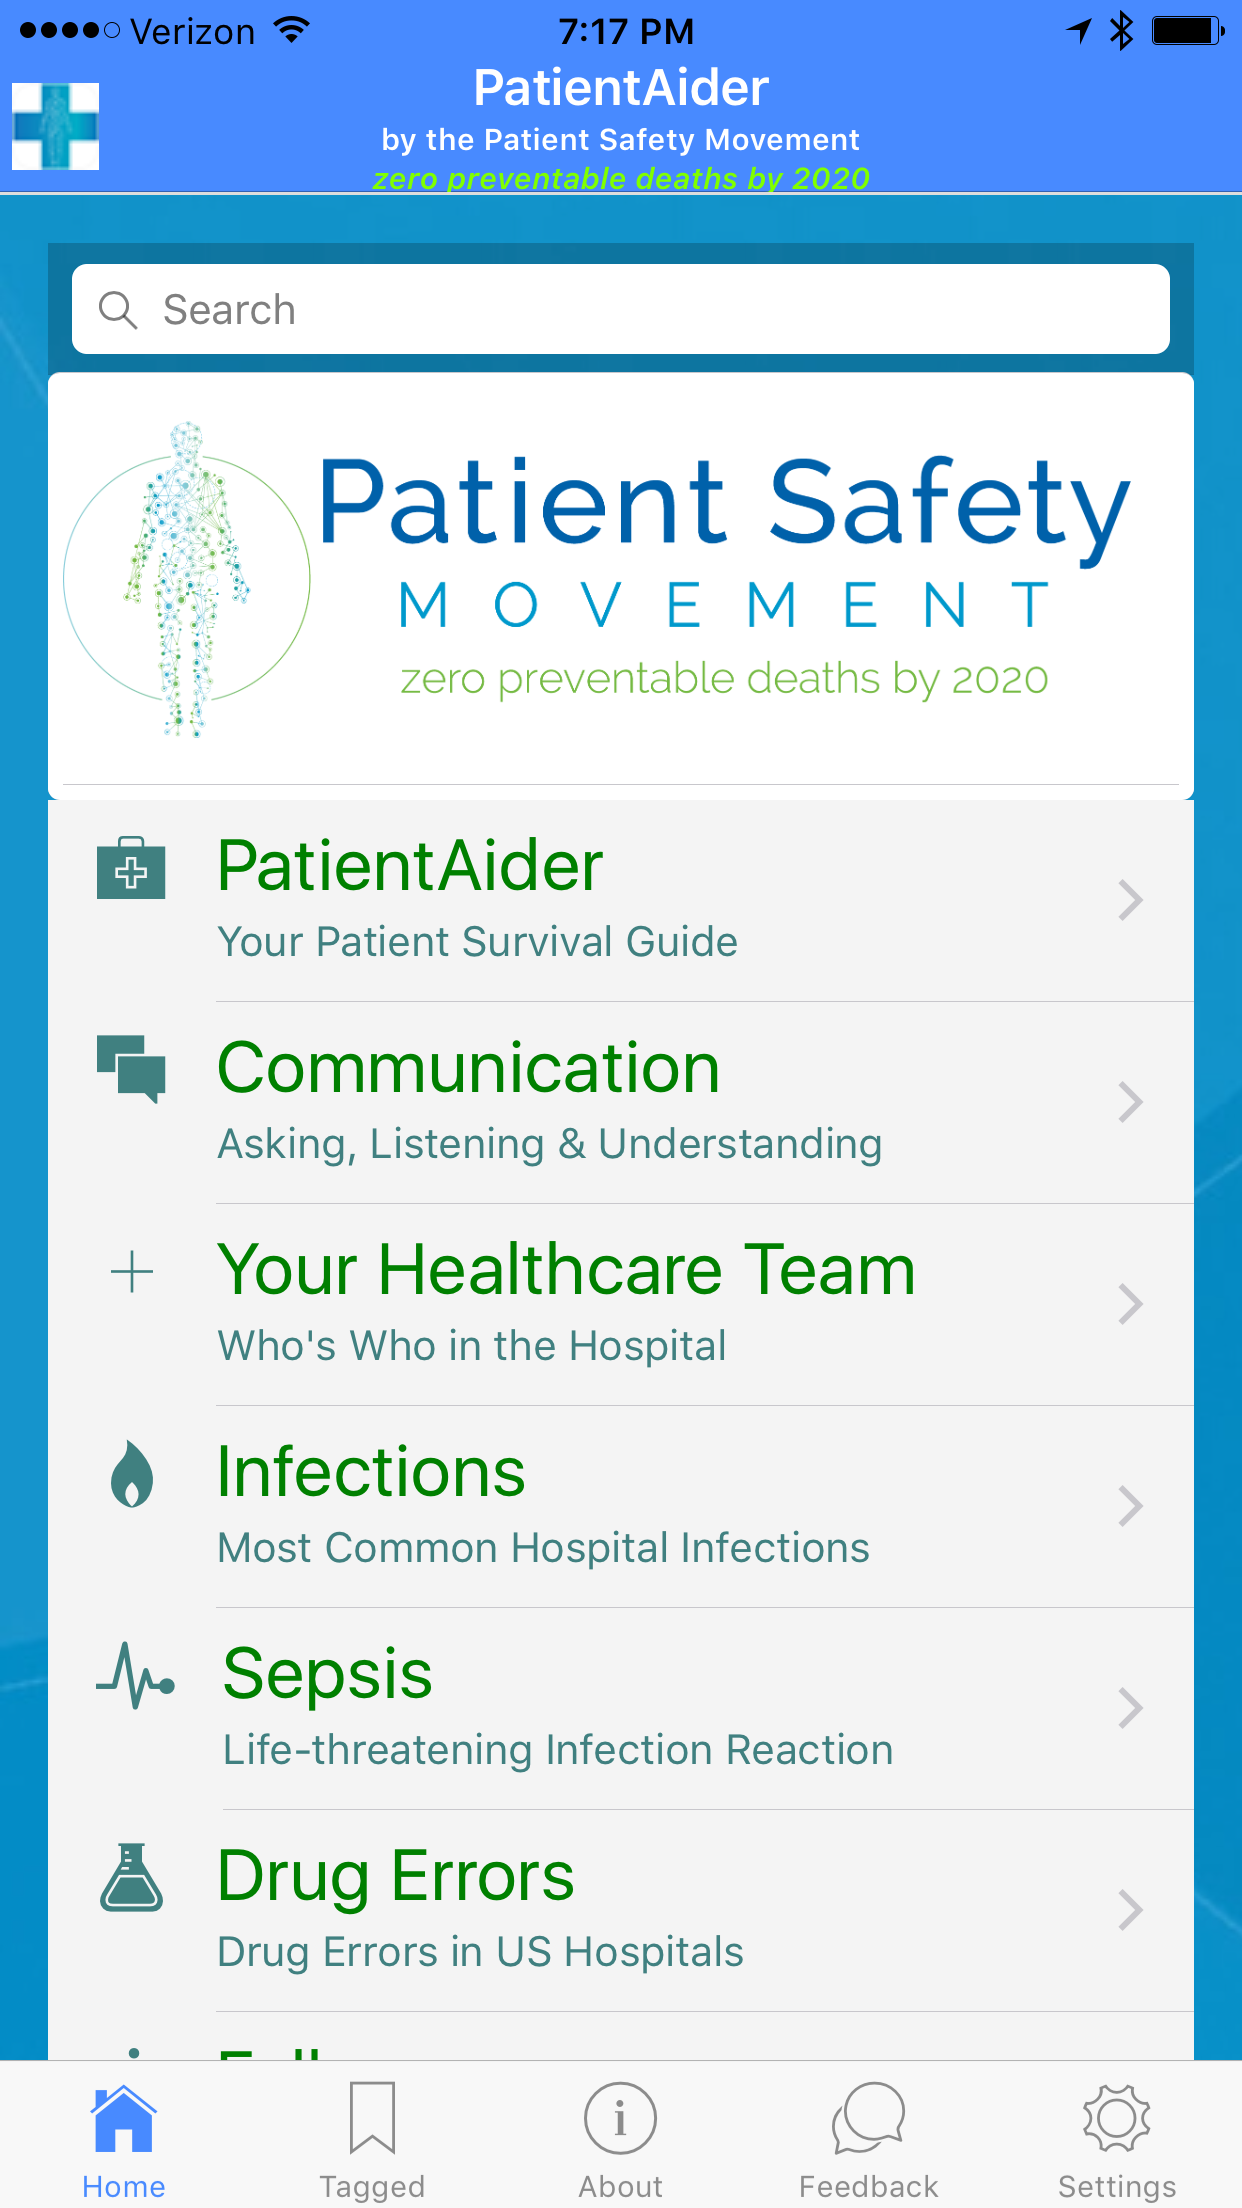 Verizon 7:17 PM
PatientAider
by the Patient Safety Movement
zero preventable deaths by 2020
Search
Patient Safety
MOVEMENT
zero preventable deaths by 2020
PatientAider
Your Patient Survival Guide
Communication
Asking, Listening & Understanding
Your Healthcare Team
Who's Who in the Hospital
Infections
Most Common Hospital Infections
Sepsis
Life-threatening Infection Reaction
Drug Errors
Drug Errors in US Hospitals
Home Tagged About Feedback Settings